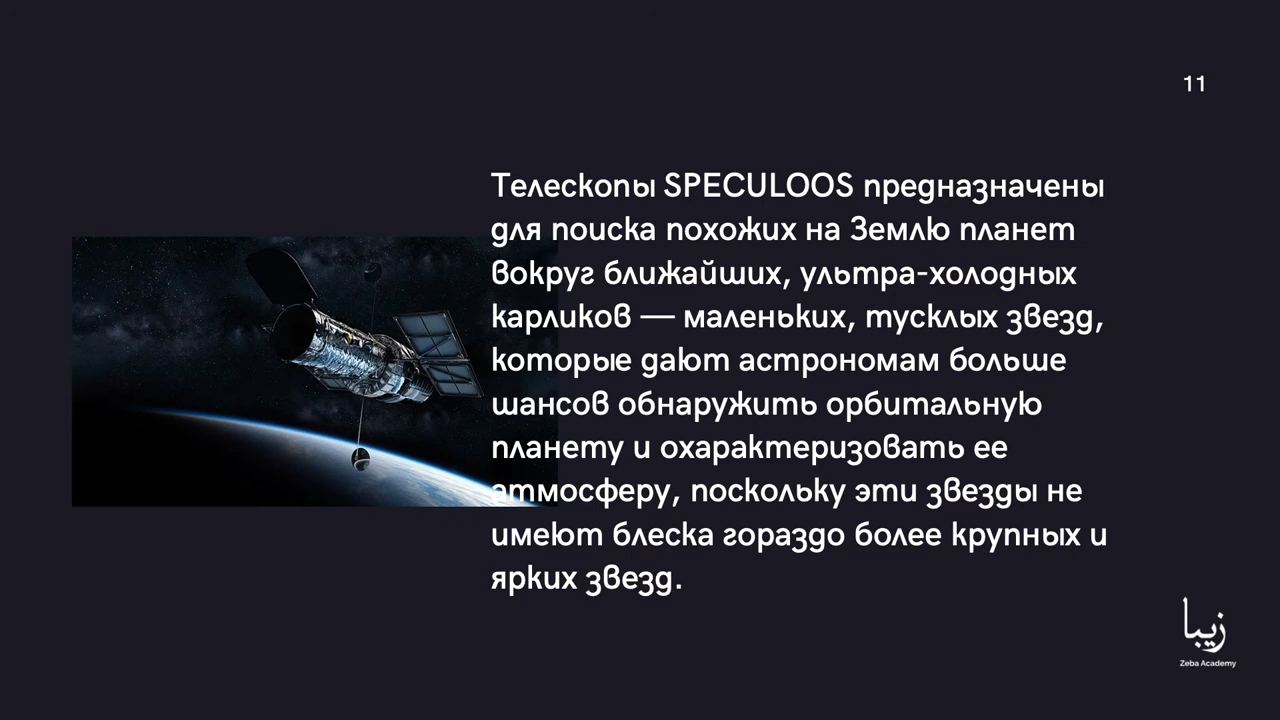 11
Телескопы SPECULOOS предназначены
для поиска похожих на Землю планет
вокруг ближайших, ультра-холодных
карликов — маленьких, тусклых звезд,
которые дают астрономам больше
шансов обнаружить орбитальную
планету и охарактеризовать ее
атмосферу, поскольку эти звезды не
имеют блеска гораздо более крупных и
ярких звезд.
زيبا
Zeba Academy